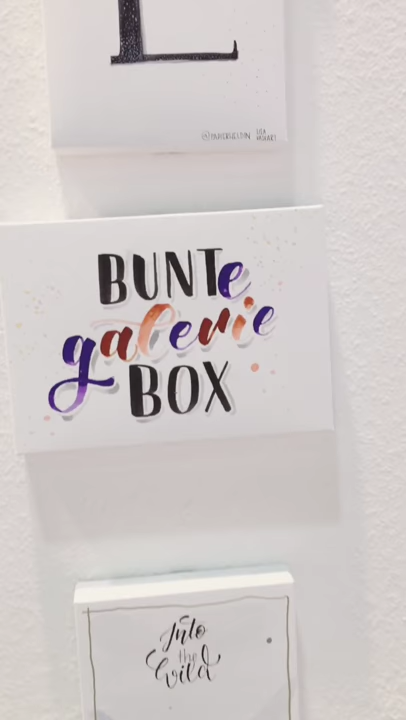 L
BUNTe
galerie
BOX
Into
the
Wild